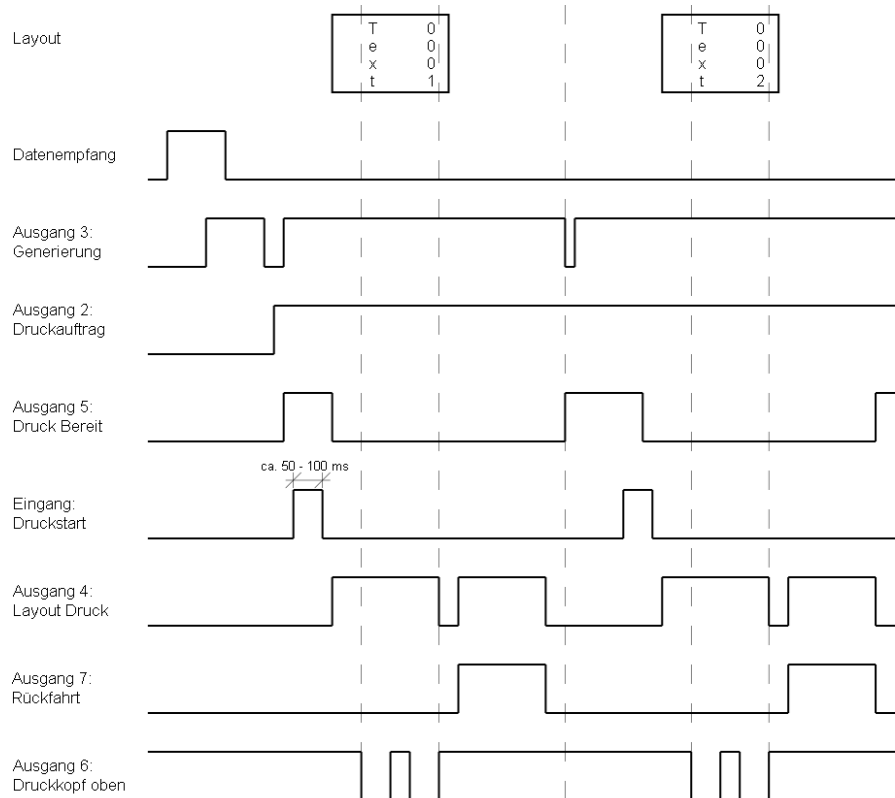 Layout
T 0
e 0
x 0
t 1
T 0
e 0
x 0
t 2
Datenempfang
Ausgang 3:
Generierung
Ausgang 2:
Druckauftrag
Ausgang 5:
Druck Bereit
ca. 50 - 100 ms
Eingang:
Druckstart
Ausgang 4:
Layout Druck
Ausgang 7:
Rückfahrt
Ausgang 6:
Druckkopf oben